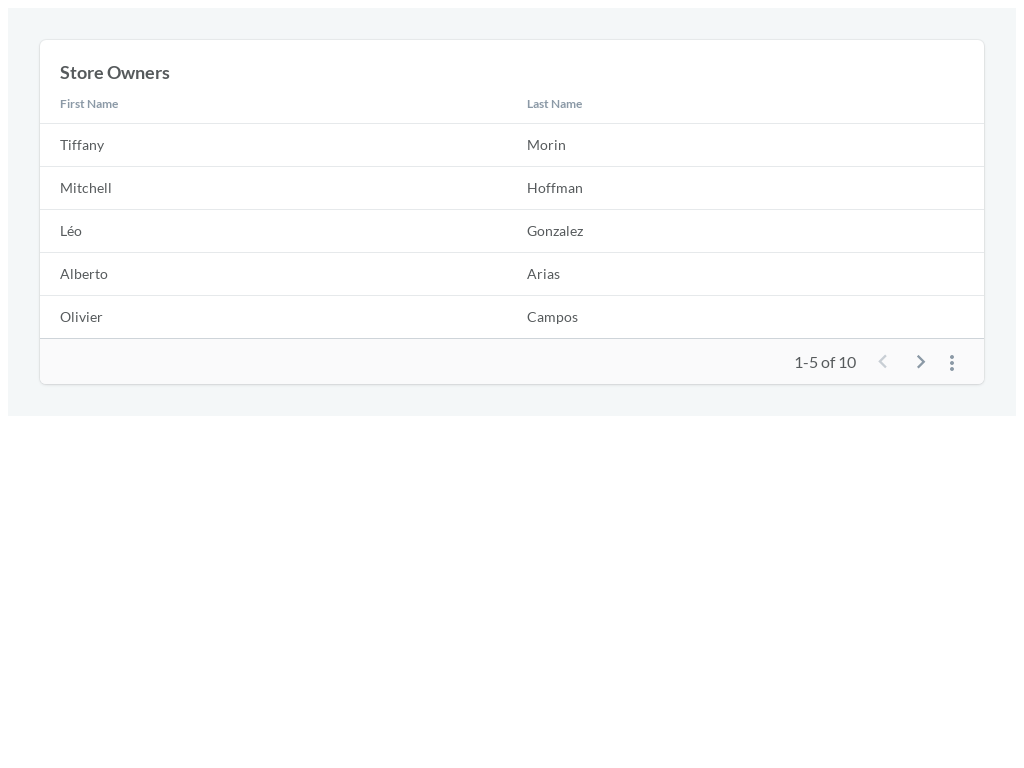 Store Owners
First Name Last Name
Tiffany Morin
Mitchell Hoffman
Léo Gonzalez
Alberto Arias
Olivier Campos
1-5 of 10